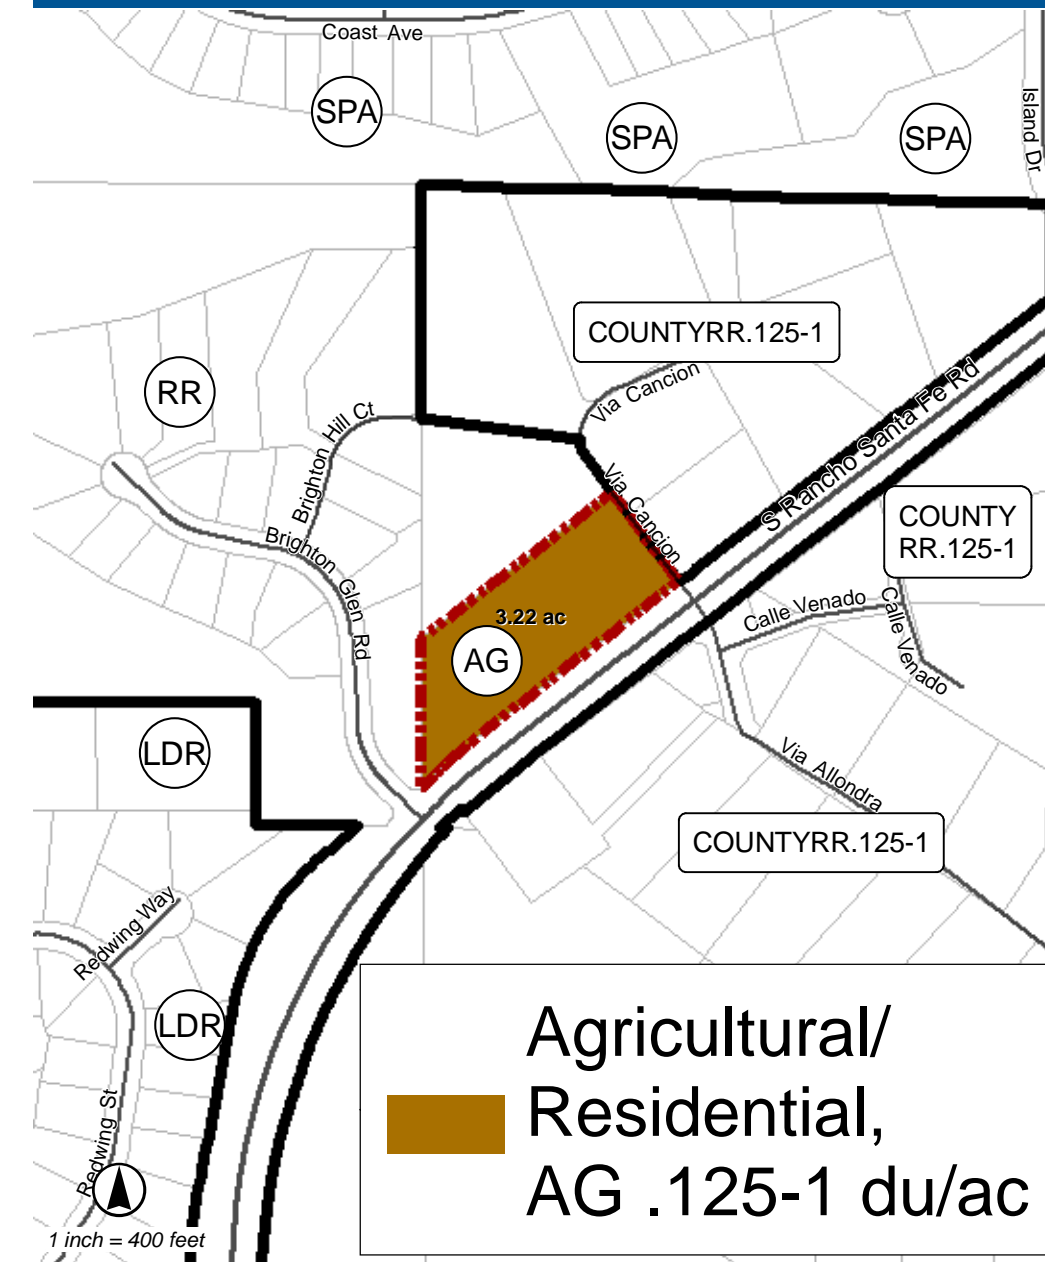 Coast Ave
SPA
SPA
SPA
Island Dr
COUNTYRR.125-1
RR
Via Cancion
Brighton Hill Ct
S Rancho Santa Fe Rd
Via Cancion
COUNTY
RR.125-1
Brighton Glen Rd
Calle Venado
Calle Venado
3.22 ac
AG
LDR
Via Allondra
COUNTYRR.125-1
Redwing Way
LDR
Redwing St
1 inch = 400 feet
Agricultural/
Residential,
AG .125-1 du/ac